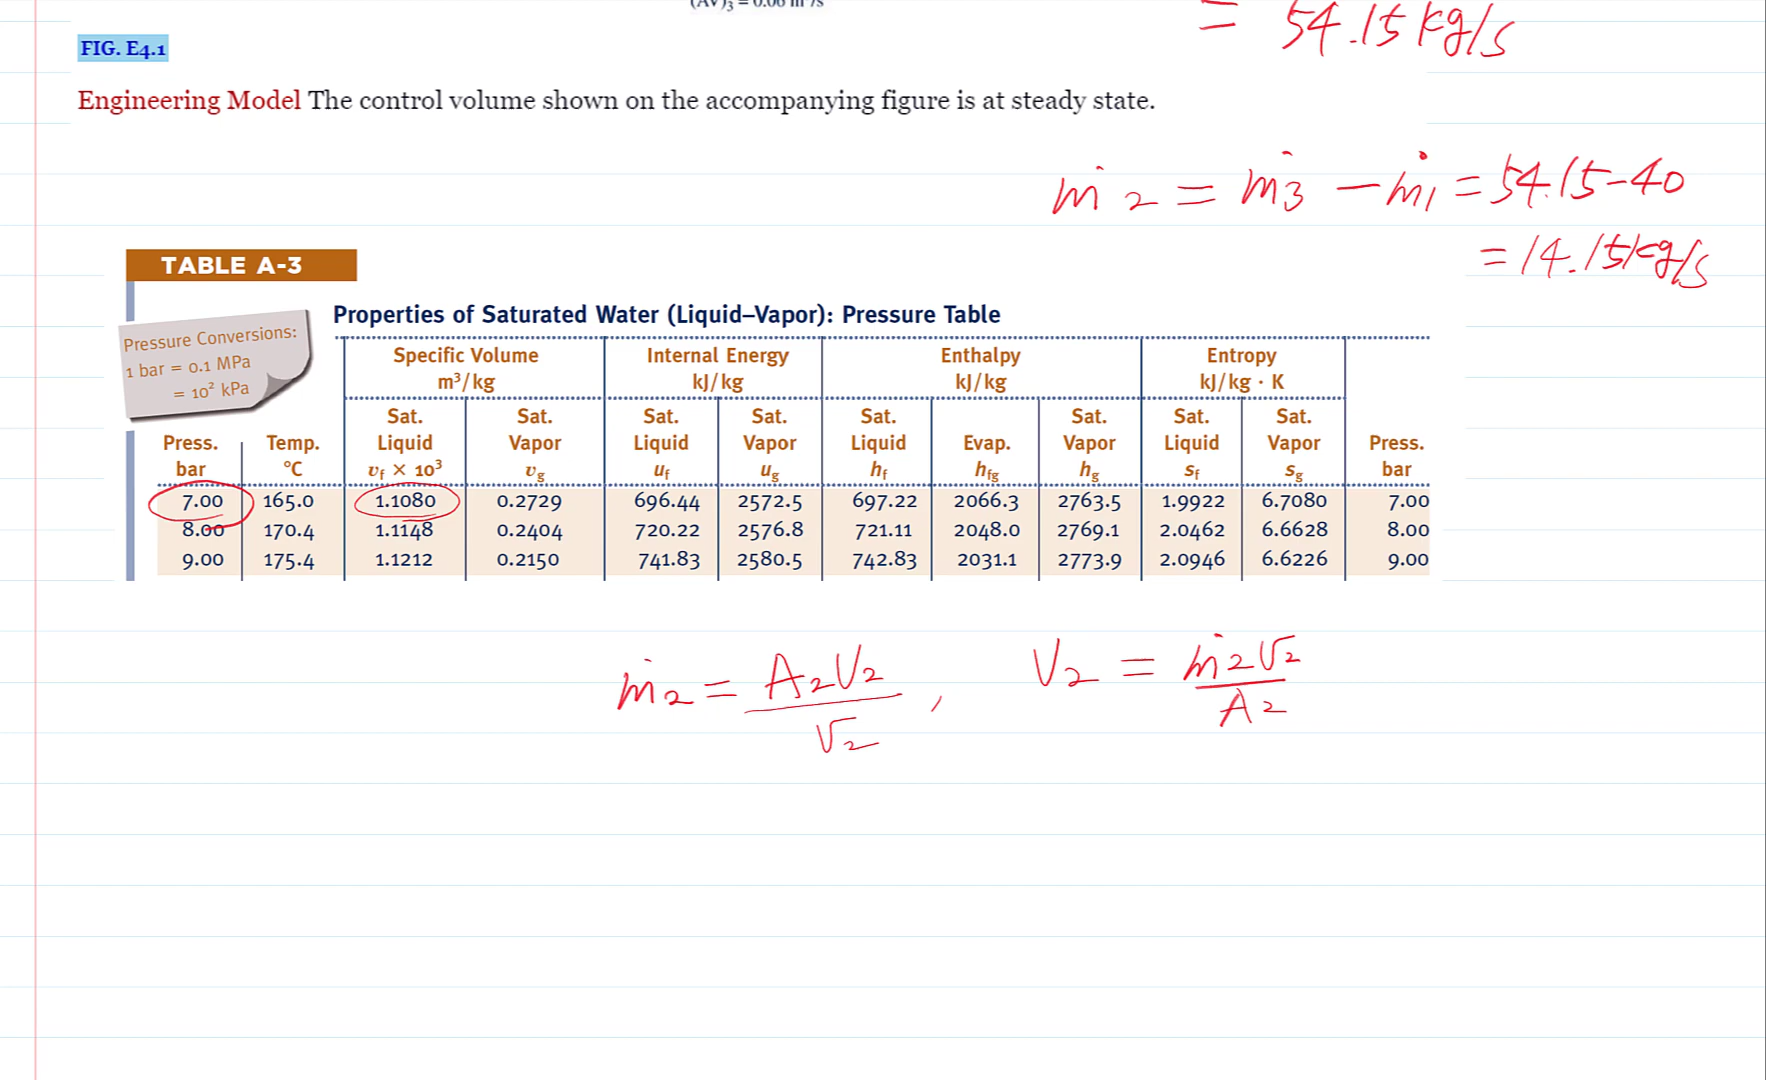 (AV)₃ = 0.06 m³/s
= 54.15 kg/s
FIG. E4.1
Engineering Model The control volume shown on the accompanying figure is at steady state.
ṁ2 = ṁ3 − ṁ1 = 54.15-40
= 14.15 kg/s
TABLE A-3
Properties of Saturated Water (Liquid–Vapor): Pressure Table
Pressure Conversions:
1 bar = 0.1 MPa
= 10² kPa
Specific Volume Internal Energy Enthalpy Entropy
m³/kg kJ/kg kJ/kg kJ/kg · K
Sat. Sat. Sat. Sat. Sat. Sat. Sat. Sat.
Press. Temp. Liquid Vapor Liquid Vapor Liquid Evap. Vapor Liquid Vapor Press.
bar °C vf × 10³ vg uf ug hf hfg hg sf sg bar
7.00 165.0 1.1080 0.2729 696.44 2572.5 697.22 2066.3 2763.5 1.9922 6.7080 7.00
8.00 170.4 1.1148 0.2404 720.22 2576.8 721.11 2048.0 2769.1 2.0462 6.6628 8.00
9.00 175.4 1.1212 0.2150 741.83 2580.5 742.83 2031.1 2773.9 2.0946 6.6226 9.00
ṁ2 = A2V2 / v2 , V2 = ṁ2v2 / A2